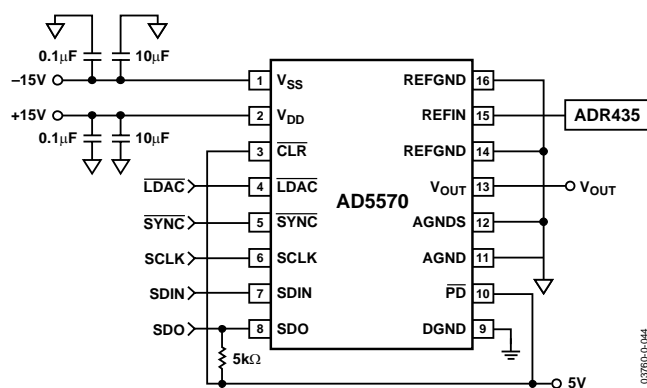 0.1µF
10µF
–15V
+15V
0.1µF
10µF
LDAC
SYNC
SCLK
SDIN
SDO
5kΩ
1 VSS
2 VDD
3 CLR
4 LDAC
5 SYNC
6 SCLK
7 SDIN
8 SDO
AD5570
REFGND 16
REFIN 15
REFGND 14
VOUT 13
AGNDS 12
AGND 11
PD 10
DGND 9
ADR435
VOUT
5V
03760-0-044